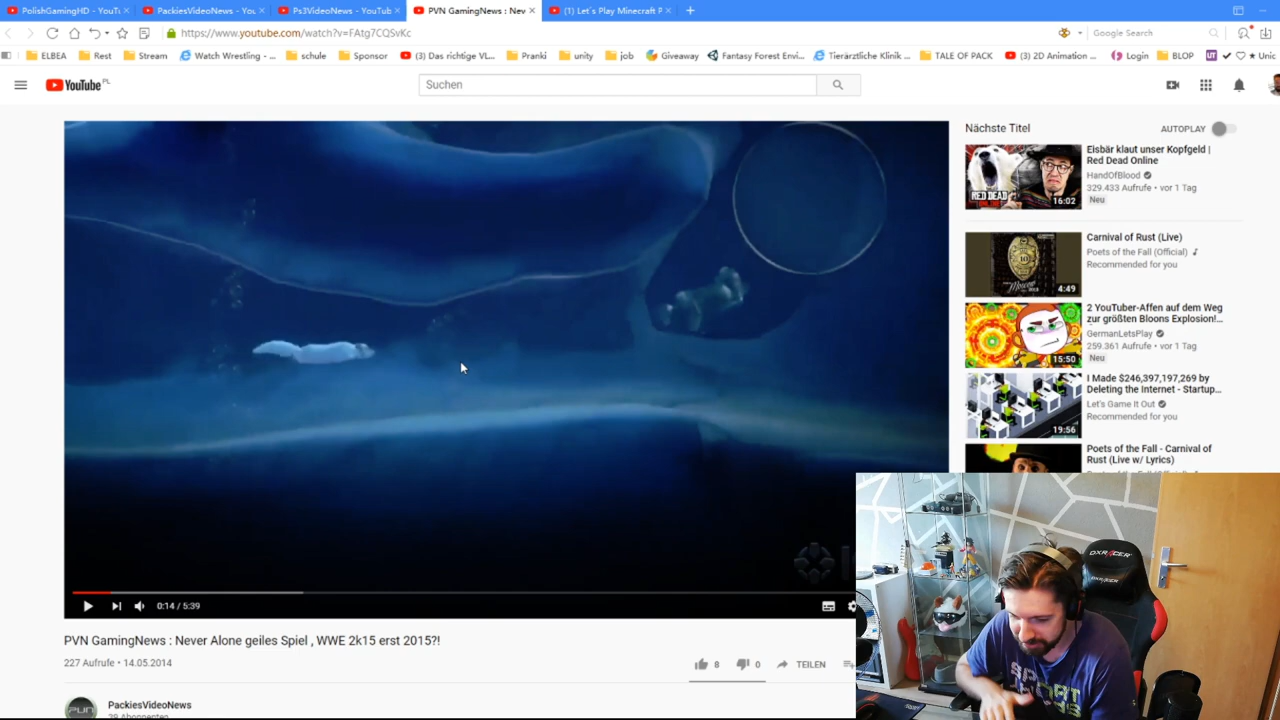 PolishGamingHD - YouTu
PackiesVideoNews - You
Ps3VideoNews - YouTub
PVN GamingNews : Nev
(1) Let´s Play Minecraft P
https://www.youtube.com/watch?v=FAtg7CQSvKc
Google Search
ELBEA
Rest
Stream
Watch Wrestling - ...
schule
Sponsor
(3) Das richtige VL...
Pranki
unity
job
Giveaway
Fantasy Forest Envi...
Tierärztliche Klinik ...
TALE OF PACK
(3) 2D Animation ...
Login
BLOP
UT
Unic
YouTube PL
Suchen
Nächste Titel
AUTOPLAY
Eisbär klaut unser Kopfgeld |
Red Dead Online
HandOfBlood
329.433 Aufrufe • vor 1 Tag
Neu
RED DEAD
16:02
Carnival of Rust (Live)
Poets of the Fall (Official)
Recommended for you
4:49
2 YouTuber-Affen auf dem Weg
zur größten Bloons Explosion!...
GermanLetsPlay
259.361 Aufrufe • vor 1 Tag
Neu
15:50
I Made $246,397,197,269 by
Deleting the Internet - Startup...
Let's Game It Out
Recommended for you
19:56
Poets of the Fall - Carnival of
Rust (Live w/ Lyrics)
0:14 / 5:39
PVN GamingNews : Never Alone geiles Spiel , WWE 2k15 erst 2015?!
227 Aufrufe • 14.05.2014
8
0
TEILEN
PackiesVideoNews
DXRACER